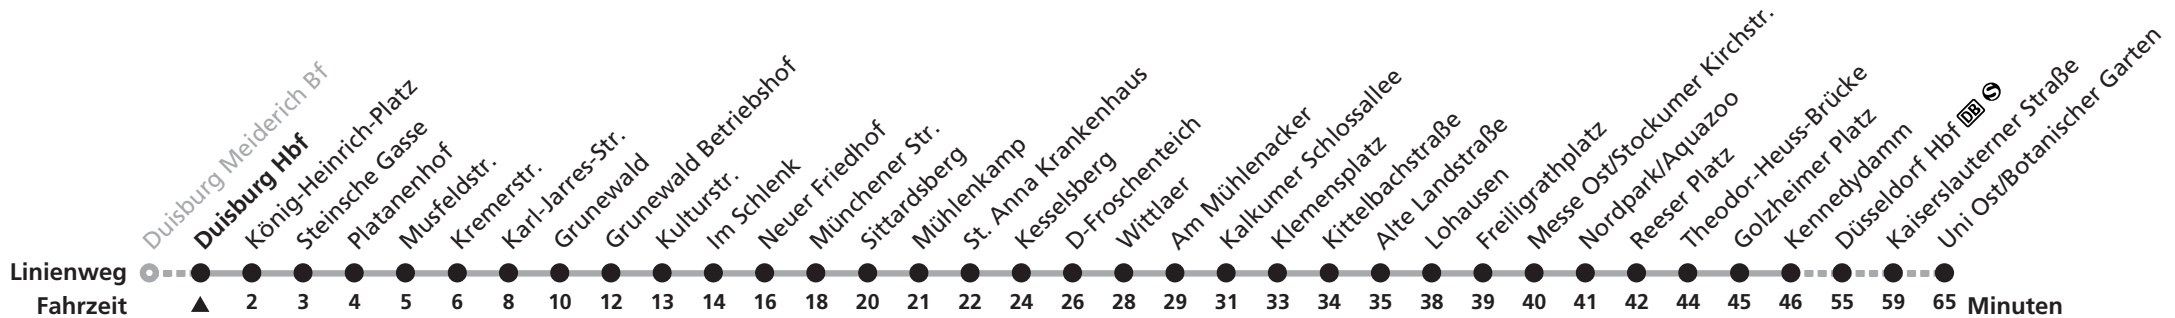 Duisburg Meiderich Bf
Duisburg Hbf
König-Heinrich-Platz
Steinsche Gasse
Platanenhof
Musfeldstr.
Kremerstr.
Karl-Jarres-Str.
Grunewald
Grunewald Betriebshof
Kulturstr.
Im Schlenk
Neuer Friedhof
Münchener Str.
Sittardsberg
Mühlenkamp
St. Anna Krankenhaus
Kesselsberg
D-Froschenteich
Wittlaer
Am Mühlenacker
Kalkumer Schlossallee
Klemensplatz
Kittelbachstraße
Alte Landstraße
Lohausen
Freiligrathplatz
Messe Ost/Stockumer Kirchstr.
Nordpark/Aquazoo
Reeser Platz
Theodor-Heuss-Brücke
Golzheimer Platz
Kennedydamm
Düsseldorf Hbf DB S
Kaiserslauterner Straße
Uni Ost/Botanischer Garten
Linienweg
Fahrzeit 2 3 4 5 6 8 10 12 13 14 16 18 20 21 22 24 26 28 29 31 33 34 35 38 39 40 41 42 44 45 46 55 59 65 Minuten